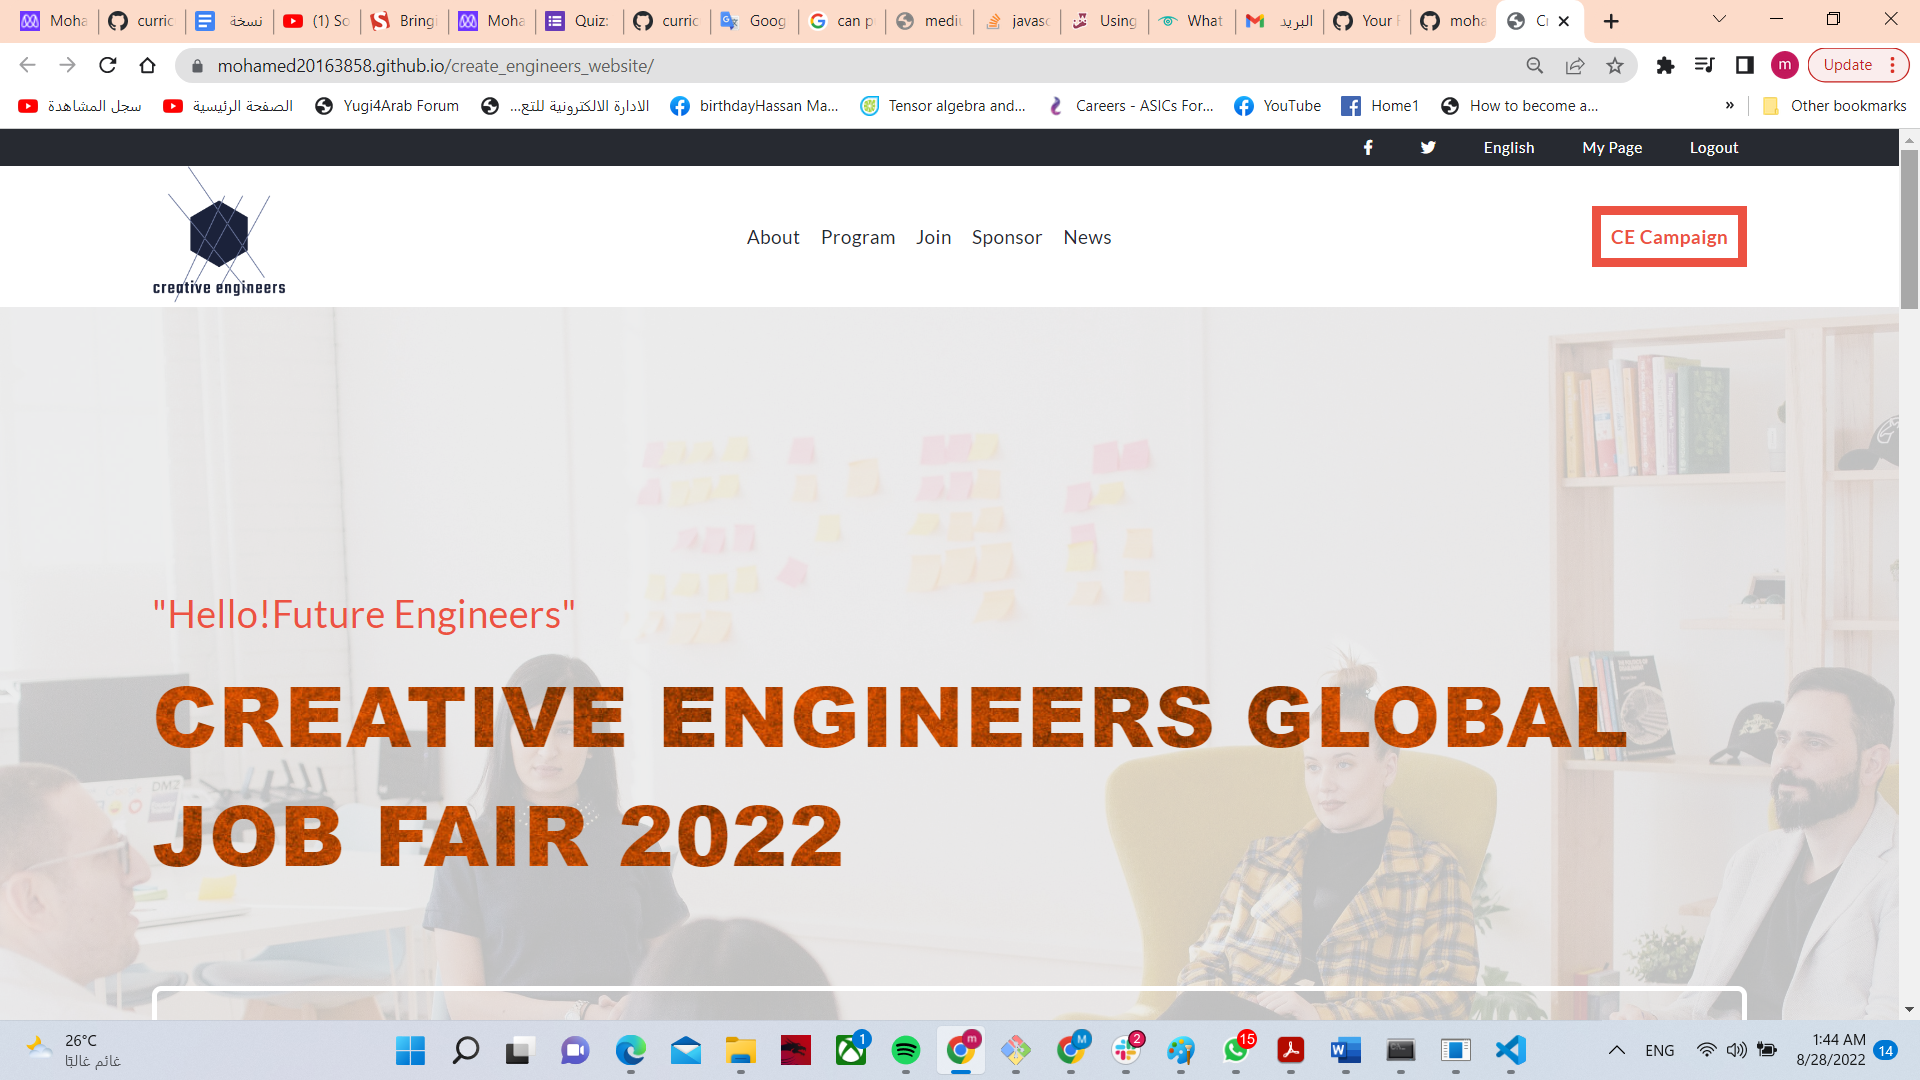 Moha
curric
نسخة
(1) So
Bringi
Moha
Quiz:
curric
Goog
can p
mediu
javasc
Using
What
البريد
Your
moha
Cr
mohamed20163858.github.io/create_engineers_website/
m
Update
سجل المشاهدة
الصفحة الرئيسية
Yugi4Arab Forum
الادارة الالكترونية للتع...
birthdayHassan Ma...
Tensor algebra and...
Careers - ASICs For...
YouTube
Home1
How to become a...
»
Other bookmarks
English
My Page
Logout
creative engineers
About
Program
Join
Sponsor
News
CE Campaign
"Hello!Future Engineers"
CREATIVE ENGINEERS GLOBAL
JOB FAIR 2022
26°C
غائم غالبًا
1
m
M
2
15
ENG
1:44 AM
8/28/2022
14